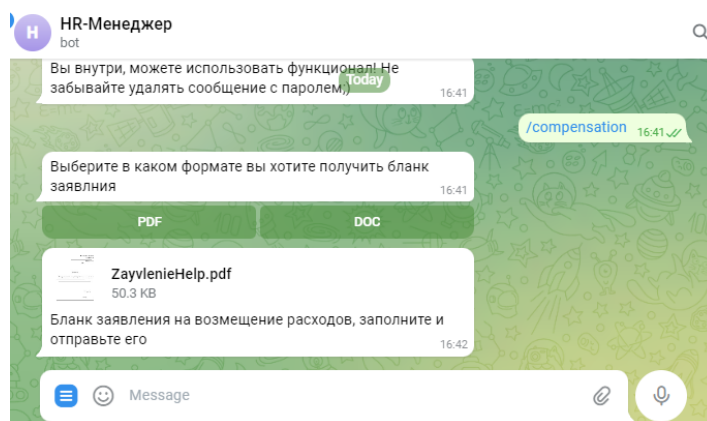 H
HR-Менеджер
bot
Вы внутри, можете использовать функционал! Не
забывайте удалять сообщение с паролем;)
Today
16:41
/compensation 16:41
Выберите в каком формате вы хотите получить бланк
заявлния
16:41
PDF
DOC
ZayvlenieHelp.pdf
50.3 KB
Бланк заявления на возмещение расходов, заполните и
отправьте его
16:42
Message